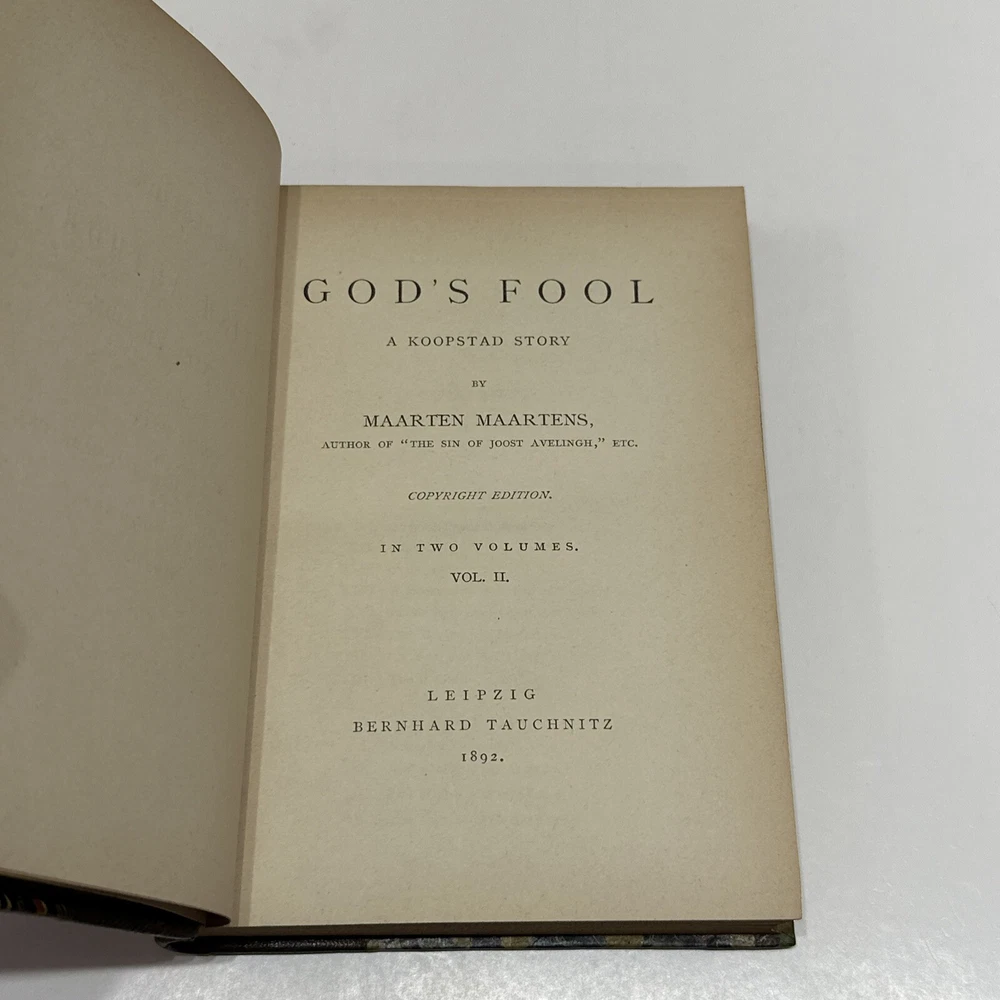 GOD'S FOOL
A KOOPSTAD STORY
BY
MAARTEN MAARTENS,
AUTHOR OF "THE SIN OF JOOST AVELINGH," ETC.
COPYRIGHT EDITION.
IN TWO VOLUMES.
VOL. II.
LEIPZIG
BERNHARD TAUCHNITZ
1892.